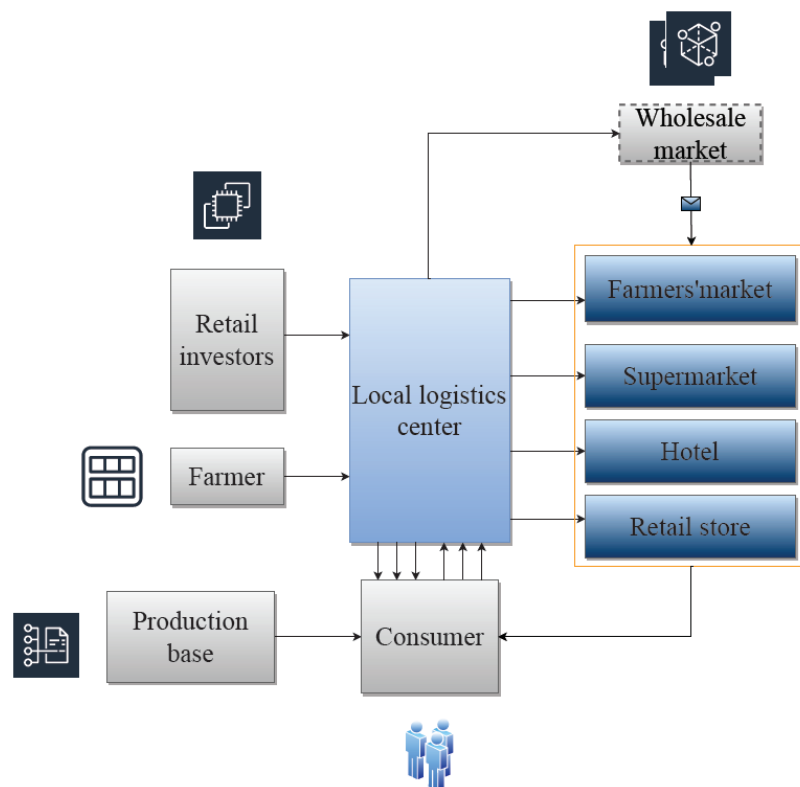 Wholesale
market
Retail
investors
Local logistics
center
Farmers'market
Supermarket
Farmer
Hotel
Retail store
Production
base
Consumer